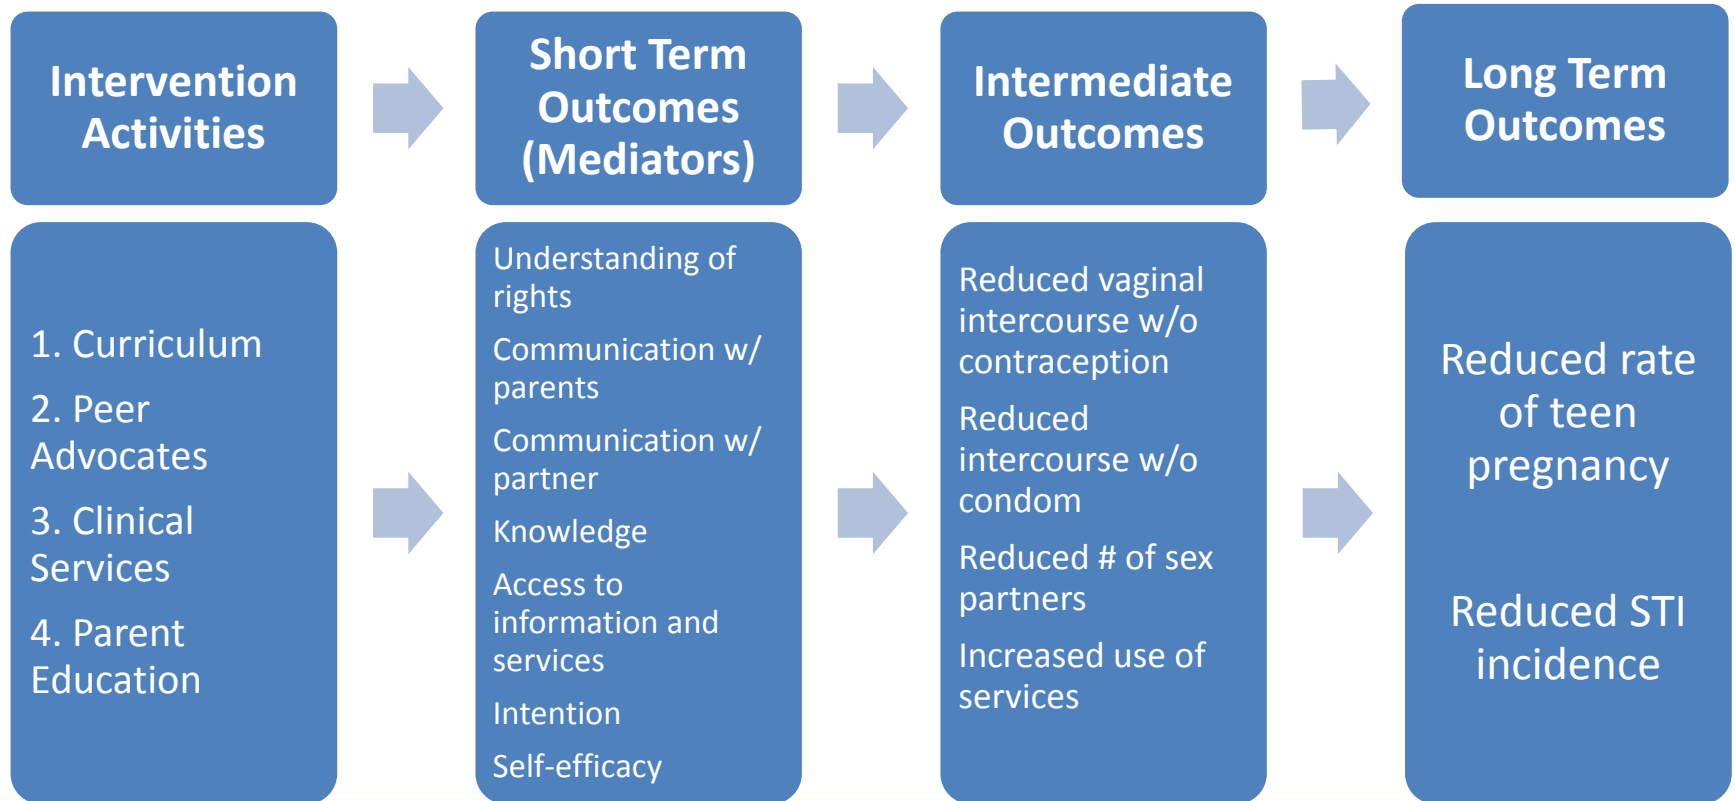 Intervention
Activities
Short Term
Outcomes
(Mediators)
Intermediate
Outcomes
Long Term
Outcomes
1. Curriculum
2. Peer
Advocates
3. Clinical
Services
4. Parent
Education
Understanding of
rights
Communication w/
parents
Communication w/
partner
Knowledge
Access to
information and
services
Intention
Self-efficacy
Reduced vaginal
intercourse w/o
contraception
Reduced
intercourse w/o
condom
Reduced # of sex
partners
Increased use of
services
Reduced rate
of teen
pregnancy
Reduced STI
incidence